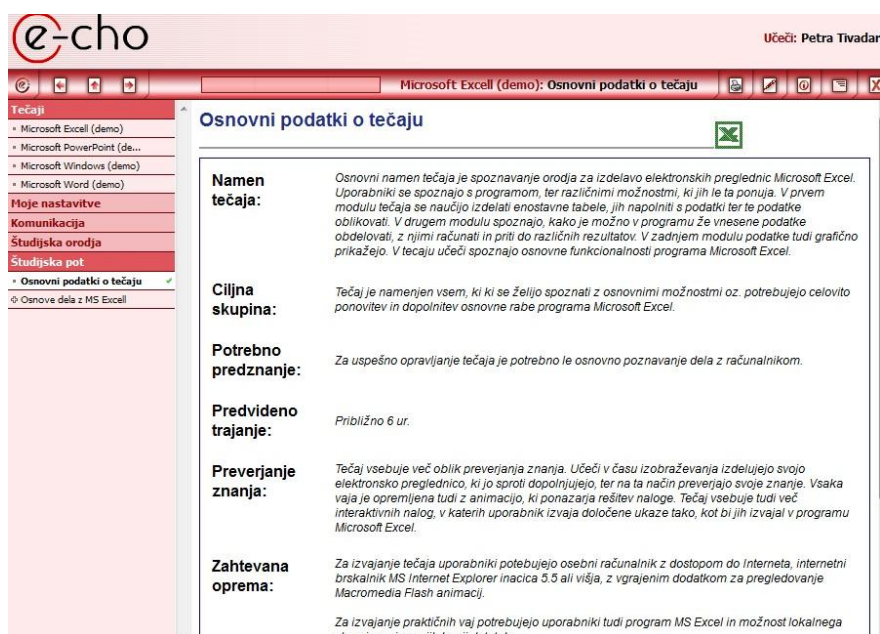 e-cho
Učeči: Petra Tivadar
Microsoft Excell (demo): Osnovni podatki o tečaju
Tečaji
Microsoft Excell (demo)
Microsoft PowerPoint (de...
Microsoft Windows (demo)
Microsoft Word (demo)
Moje nastavitve
Komunikacija
Študijska orodja
Študijska pot
Osnovni podatki o tečaju
Osnove dela z MS Excell
Osnovni podatki o tečaju
Namen
tečaja:
Osnovni namen tečaja je spoznavanje orodja za izdelavo elektronskih preglednic Microsoft Excel.
Uporabniki se spoznajo s programom, ter različnimi možnostmi, ki jih le ta ponuja. V prvem
modulu tečaja se naučijo izdelati enostavne tabele, jih napolniti s podatki ter te podatke
oblikovati. V drugem modulu spoznajo, kako je možno v programu že vnesene podatke
obdelovati, z njimi računati in priti do različnih rezultatov. V zadnjem modulu podatke tudi grafično
prikažejo. V tecaju učeči spoznajo osnovne funkcionalnosti programa Microsoft Excel.
Ciljna
skupina:
Tečaj je namenjen vsem, ki ki se želijo spoznati z osnovnimi možnostmi oz. potrebujejo celovito
ponovitev in dopolnitev osnovne rabe programa Microsoft Excel.
Potrebno
predznanje:
Za uspešno opravljanje tečaja je potrebno le osnovno poznavanje dela z računalnikom.
Predvideno
trajanje:
Približno 6 ur.
Preverjanje
znanja:
Tečaj vsebuje več oblik preverjanja znanja. Učeči v času izobraževanja izdelujejo svojo
elektronsko preglednico, ki jo sproti dopolnjujejo, ter na ta način preverjajo svoje znanje. Vsaka
vaja je opremljena tudi z animacijo, ki ponazarja rešitev naloge. Tečaj vsebuje tudi več
interaktivnih nalog, v katerih uporabnik izvaja določene ukaze tako, kot bi jih izvajal v programu
Microsoft Excel.
Zahtevana
oprema:
Za izvajanje tečaja uporabniki potebujejo osebni računalnik z dostopom do Interneta, internetni
brskalnik MS Internet Explorer inacica 5.5 ali višja, z vgrajenim dodatkom za pregledovanje
Macromedia Flash animacij.
Za izvajanje praktičnih vaj potrebujejo uporabniki tudi program MS Excel in možnost lokalnega